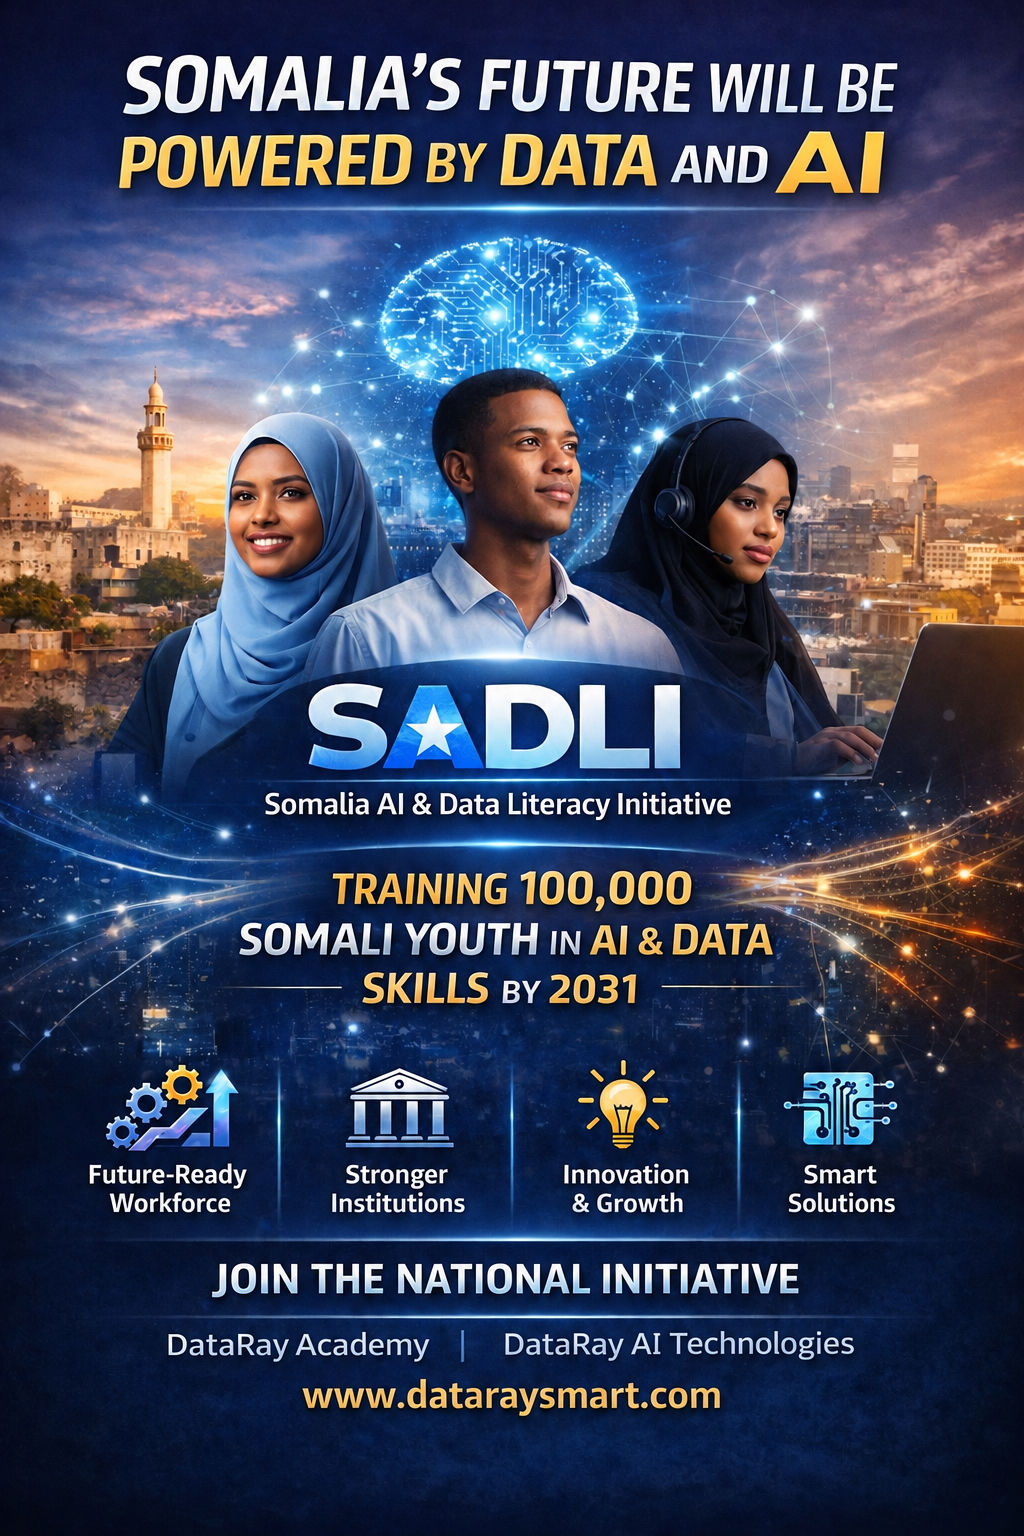 SOMALIA'S FUTURE WILL BE
POWERED BY DATA AND AI
SADLI
Somalia AI & Data Literacy Initiative
TRAINING 100,000
SOMALI YOUTH IN AI & DATA
SKILLS BY 2031
Future-Ready
Workforce
Stronger
Institutions
Innovation
& Growth
Smart
Solutions
JOIN THE NATIONAL INITIATIVE
DataRay Academy | DataRay AI Technologies
www.dataraysmart.com